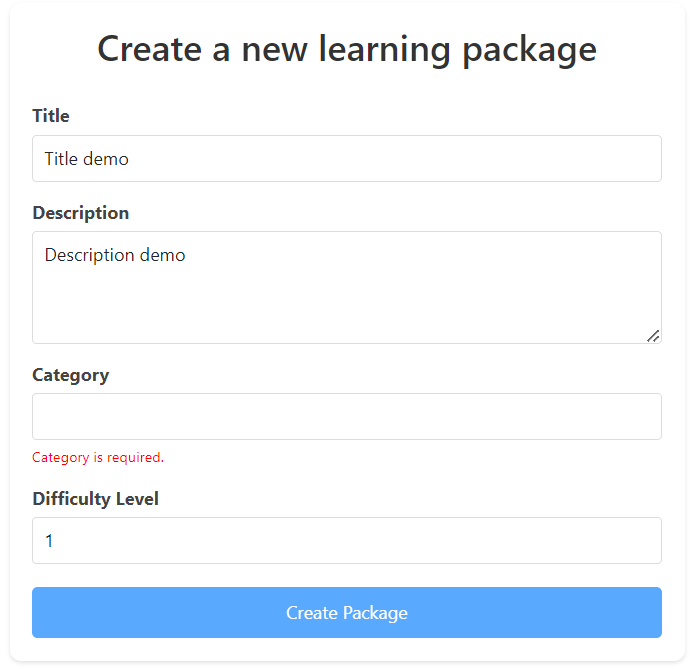 Create a new learning package
Title
Title demo
Description
Description demo
Category
Category is required.
Difficulty Level
1
Create Package